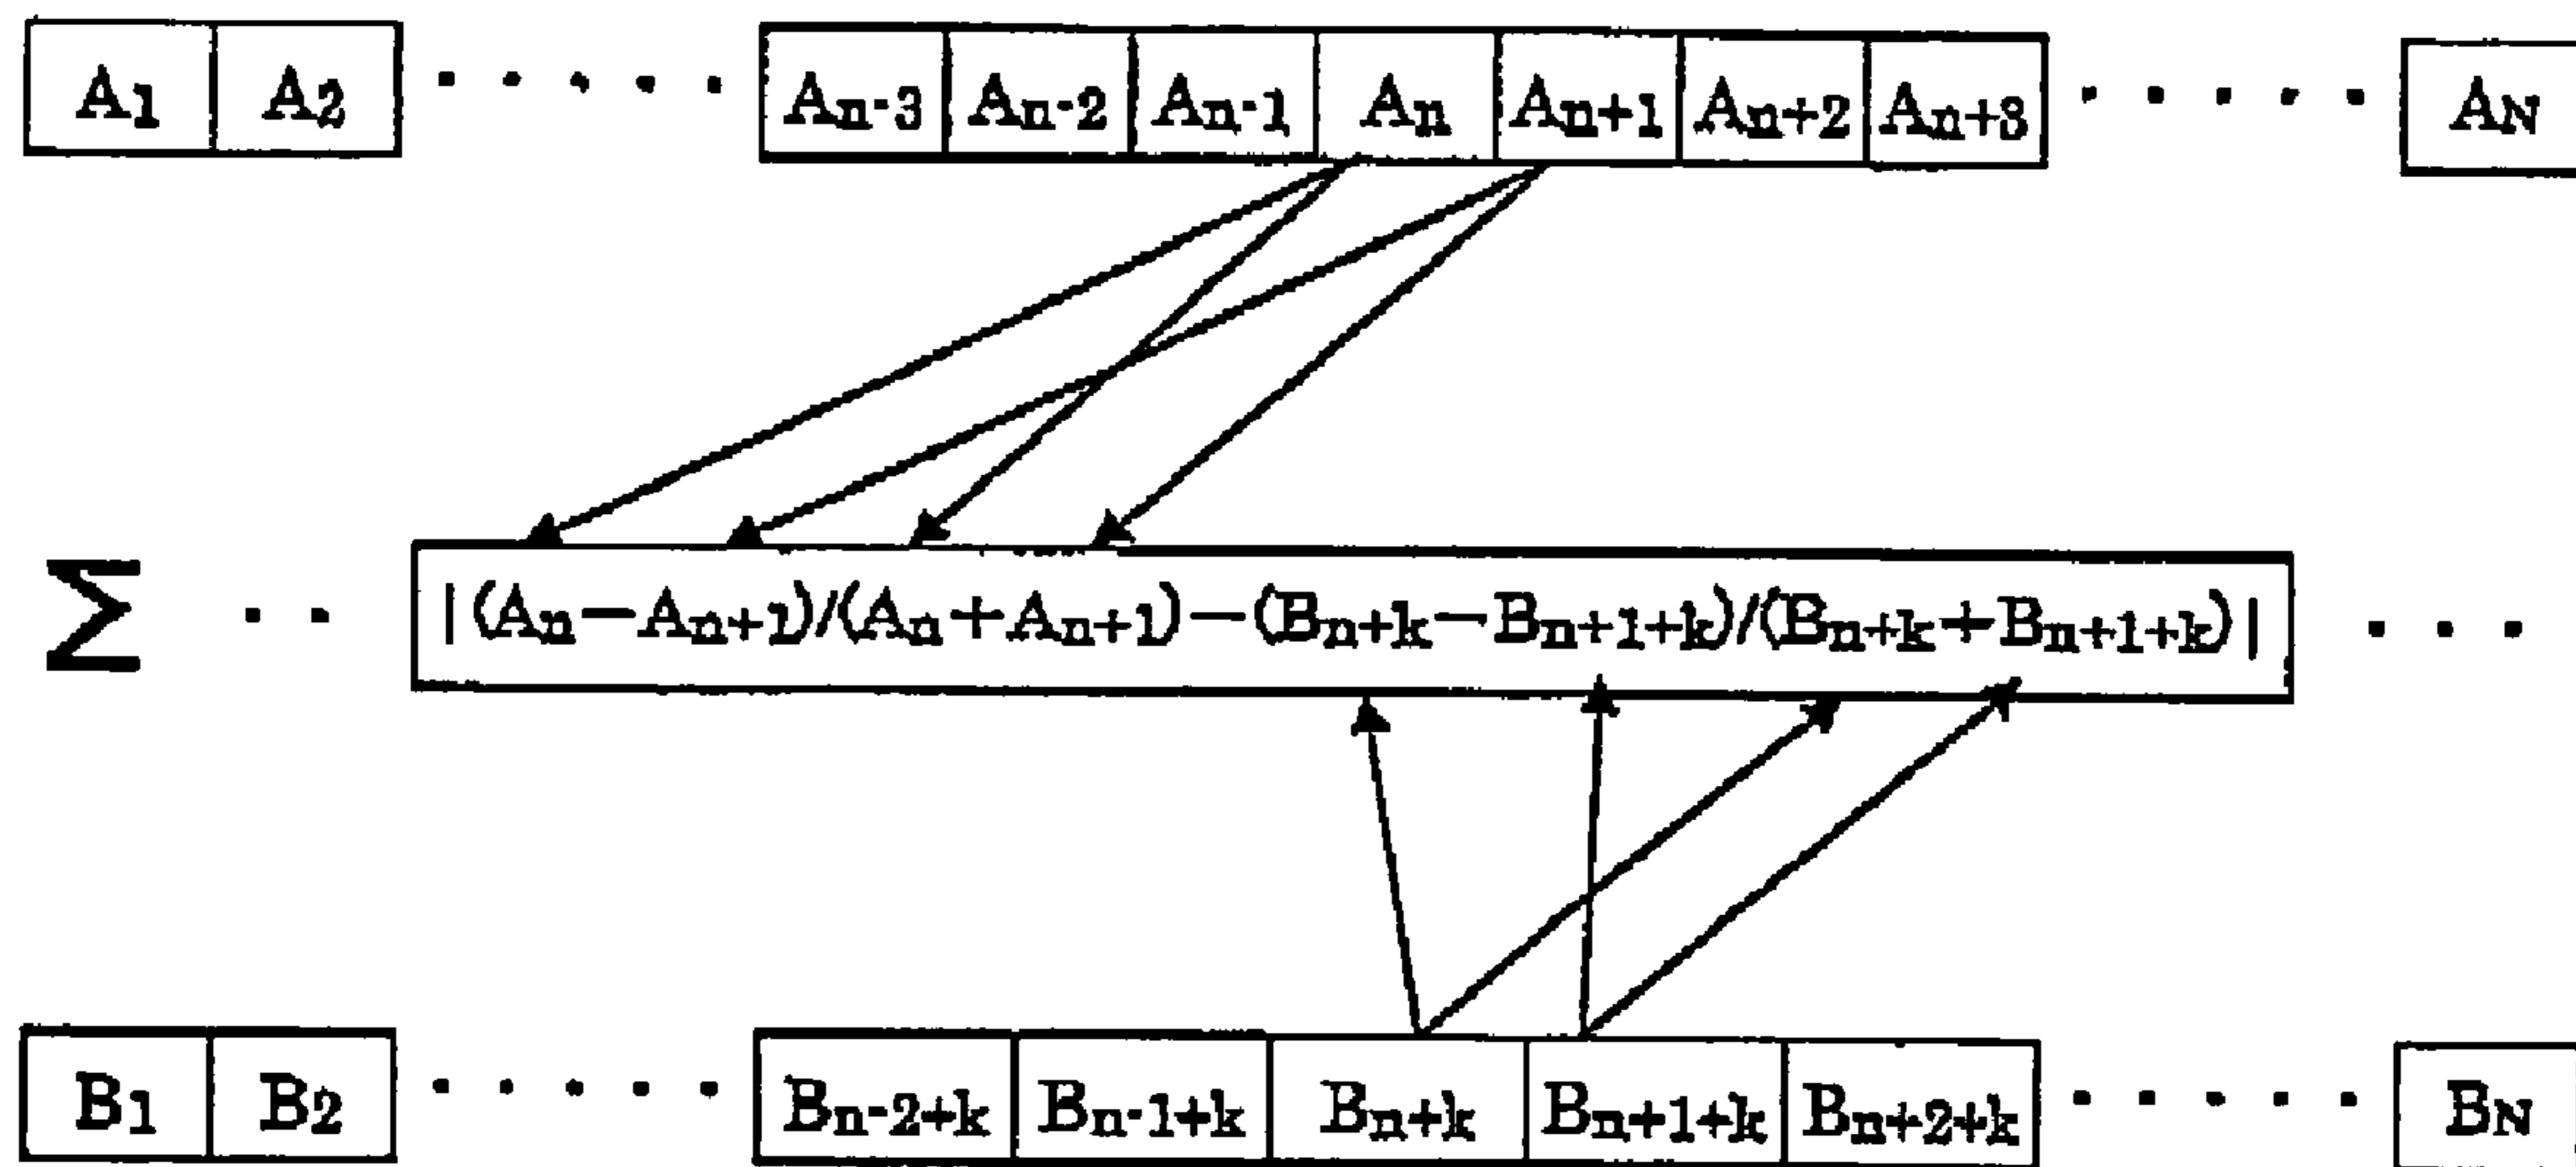 A₁ A₂ · · · · · Aₙ₋₃ Aₙ₋₂ Aₙ₋₁ Aₙ Aₙ₊₁ Aₙ₊₂ Aₙ₊₃ · · · · · A_N
Σ · · |(Aₙ−Aₙ₊₁)/(Aₙ+Aₙ₊₁)−(Bₙ₊ₖ−Bₙ₊₁₊ₖ)/(Bₙ₊ₖ+Bₙ₊₁₊ₖ)| · · ·
B₁ B₂ · · · · · Bₙ₋₂₊ₖ Bₙ₋₁₊ₖ Bₙ₊ₖ Bₙ₊₁₊ₖ Bₙ₊₂₊ₖ · · · · · B_N